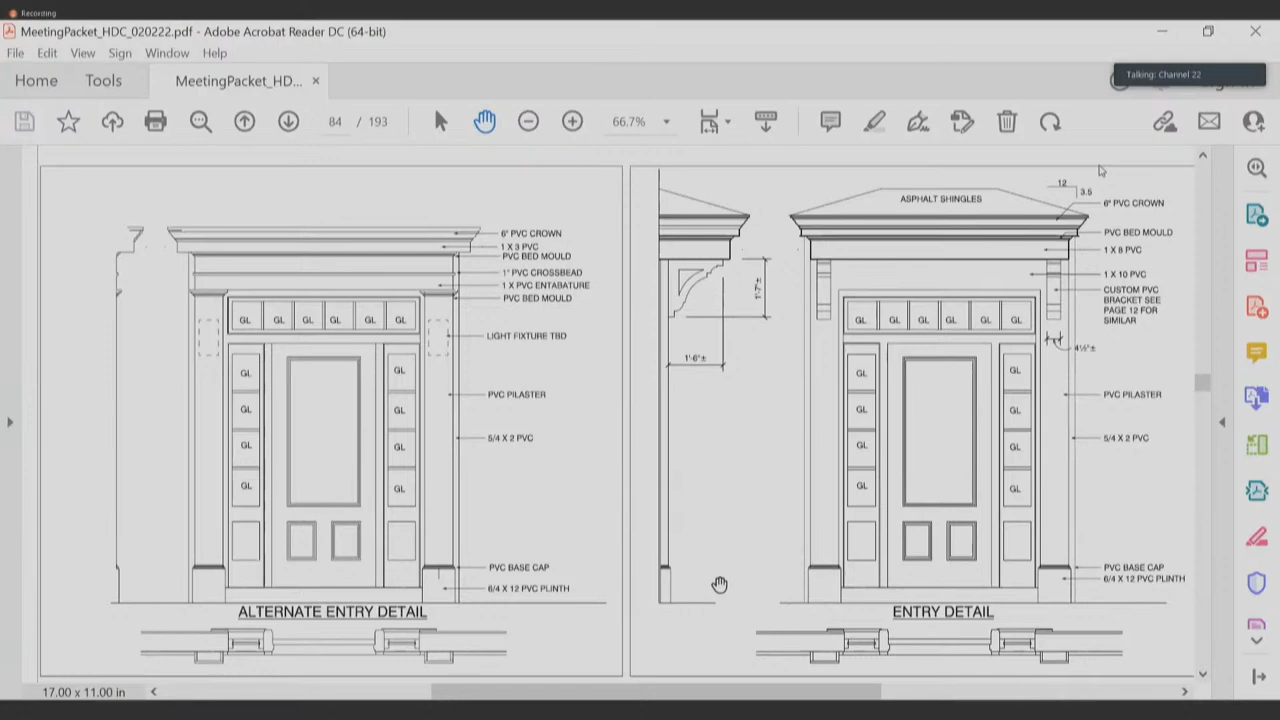 Recording
MeetingPacket_HDC_020222.pdf - Adobe Acrobat Reader DC (64-bit)
File Edit View Sign Window Help
Home Tools MeetingPacket_HD... ×
Talking: Channel 22
84 / 193 66.7%
6" PVC CROWN
1 X 3 PVC
PVC BED MOULD
1" PVC CROSSBEAD
1 X PVC ENTABATURE
PVC BED MOULD
GL GL GL GL GL GL
LIGHT FIXTURE TBD
GL GL
PVC PILASTER
GL GL
5/4 X 2 PVC
GL GL
GL GL
PVC BASE CAP
6/4 X 12 PVC PLINTH
ALTERNATE ENTRY DETAIL
12
3.5
ASPHALT SHINGLES
6" PVC CROWN
PVC BED MOULD
1 X 8 PVC
1 X 10 PVC
1'-7"±
CUSTOM PVC
BRACKET SEE
PAGE 12 FOR
SIMILAR
GL GL GL GL GL GL
4½"±
1'-6"±
GL GL
PVC PILASTER
GL GL
5/4 X 2 PVC
GL GL
GL GL
PVC BASE CAP
6/4 X 12 PVC PLINTH
ENTRY DETAIL
17.00 x 11.00 in